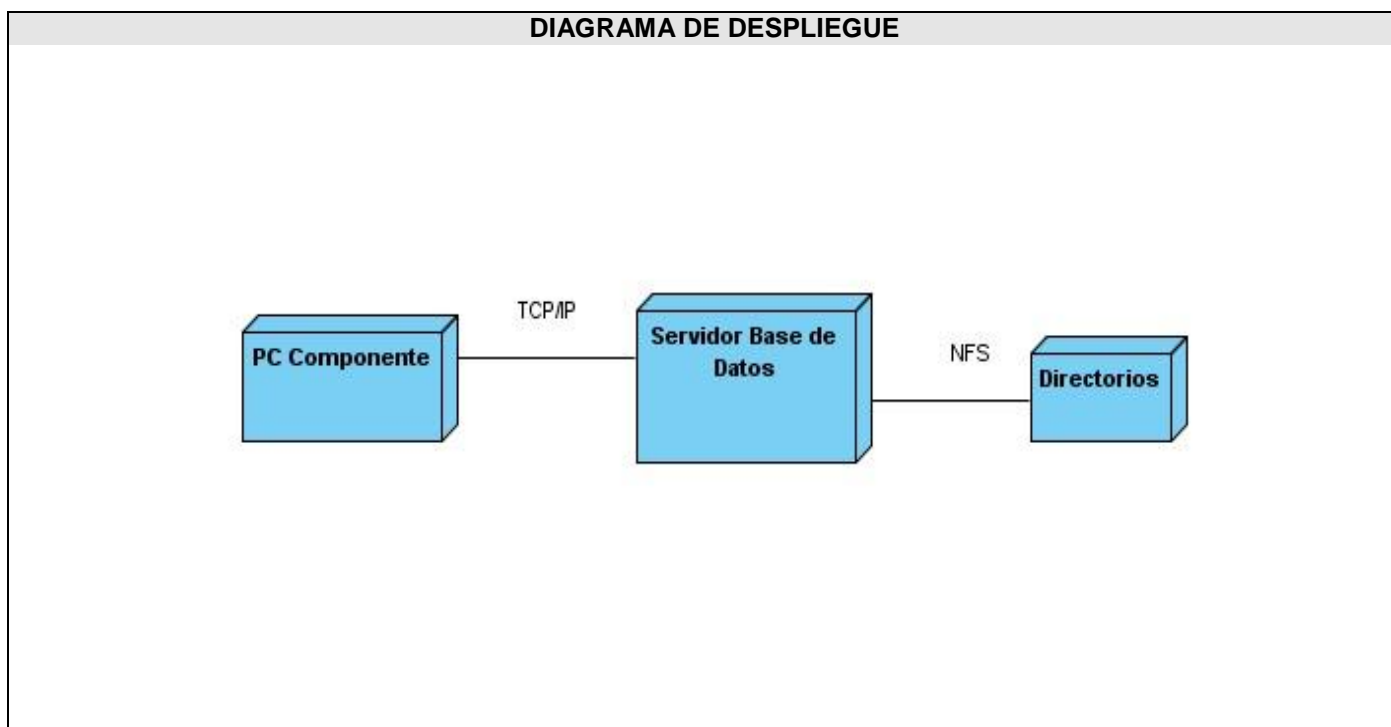 DIAGRAMA DE DESPLIEGUE
TCP/IP
PC Componente
Servidor Base de
Datos
NFS
Directorios